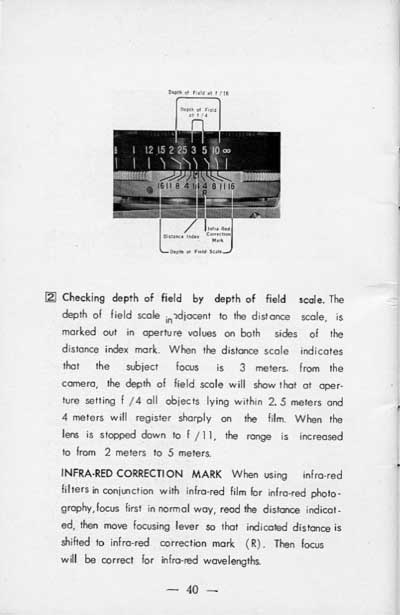 Depth of Field at f/16
Depth of Field
at f/4
8 1 1.2 1.5 2 2.5 3 5 10 ∞
16 11 8 4 4 8 11 16
R
Distance Index
Infra-Red
Correction
Mark
Depth of Field Scale
2 Checking depth of field by depth of field scale. The
depth of field scale in adjacent to the distance scale, is
marked out in aperture values on both sides of the
distance index mark. When the distance scale indicates
that the subject focus is 3 meters. from the
camera, the depth of field scale will show that at aper-
ture setting f /4 all objects lying within 2.5 meters and
4 meters will register sharply on the film. When the
lens is stopped down to f /11, the range is increased
to from 2 meters to 5 meters.
INFRA-RED CORRECTION MARK When using infra-red
filters in conjunction with infra-red film for infra-red photo-
graphy, focus first in normal way, read the distance indicat-
ed, then move focusing lever so that indicated distance is
shifted to infra-red correction mark (R). Then focus
will be correct for infra-red wavelengths.
— 40 —